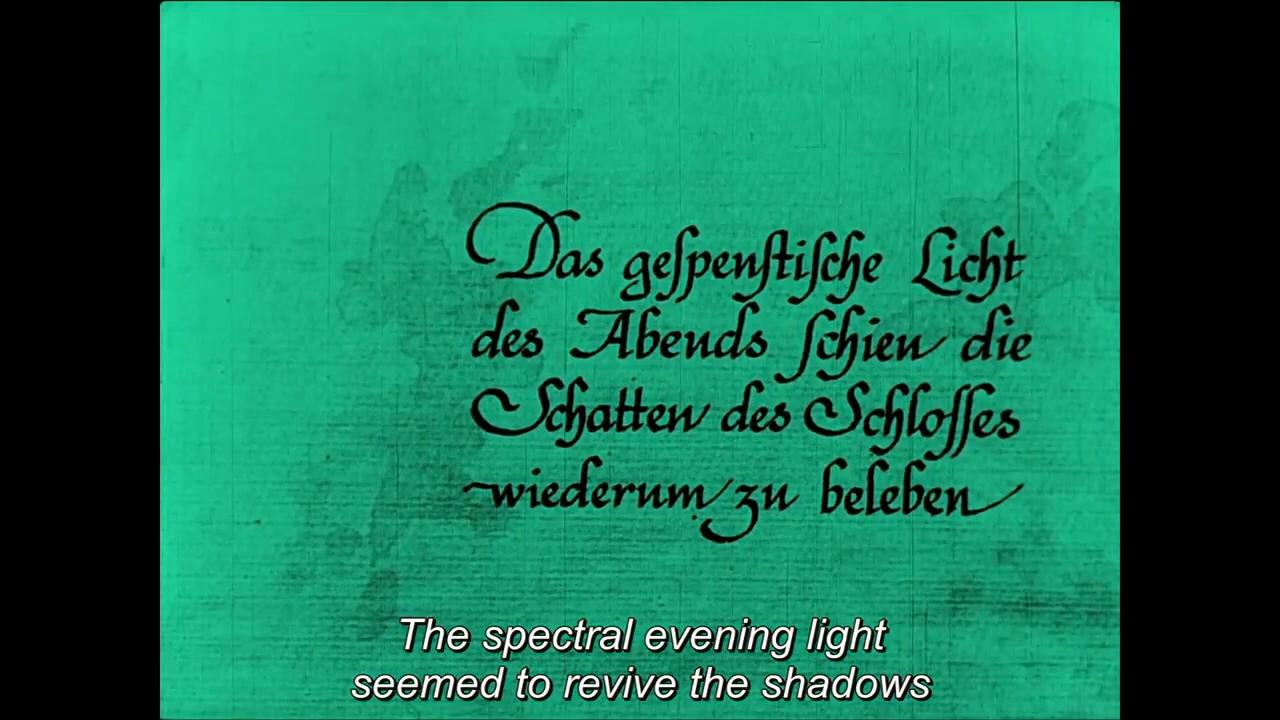 Das geſpenſtiſche Licht
des Abends ſchien die
Schatten des Schloſſes
wiederum zu beleben
The spectral evening light
seemed to revive the shadows